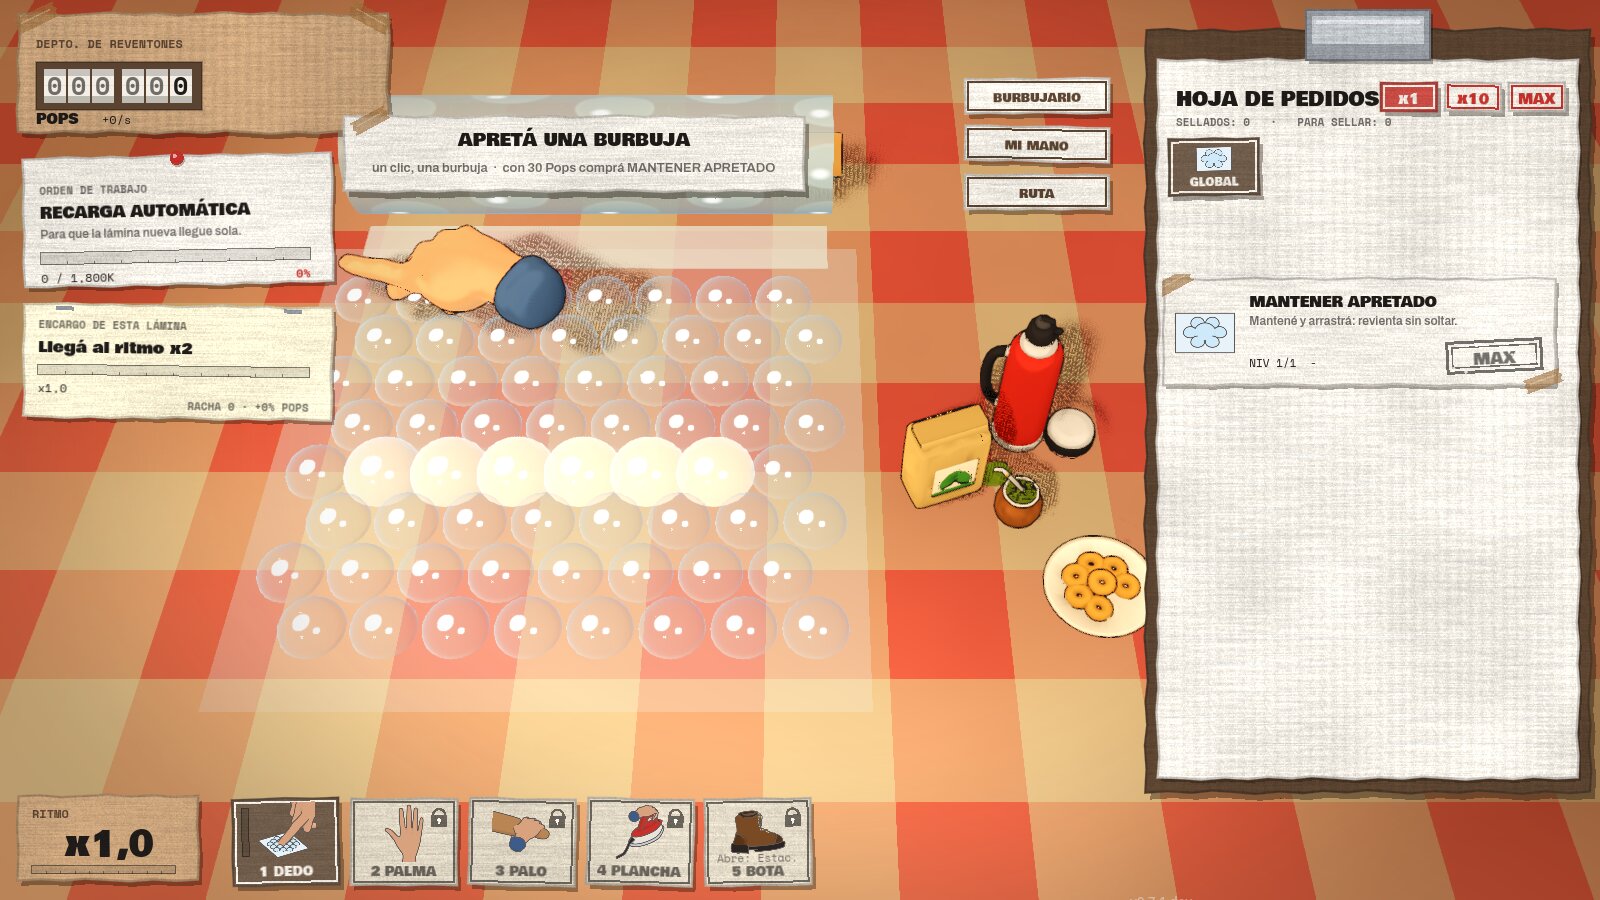 DEPTO. DE REVENTONES
000 000
POPS +0/s
ORDEN DE TRABAJO
RECARGA AUTOMÁTICA
Para que la lámina nueva llegue sola.
0 / 1.800K 0%
ENCARGO DE ESTA LÁMINA
Llegá al ritmo x2
x1,0
RACHA 0 · +0% POPS
APRETÁ UNA BURBUJA
un clic, una burbuja · con 30 Pops comprá MANTENER APRETADO
BURBUJARIO
MI MANO
RUTA
HOJA DE PEDIDOS x1 x10 MAX
SELLADOS: 0 · PARA SELLAR: 0
GLOBAL
MANTENER APRETADO
Mantené y arrastrá: revienta sin soltar.
NIV 1/1 -
MAX
RITMO
x1,0
1 DEDO
2 PALMA
3 PALO
4 PLANCHA
Abre: Estac.
5 BOTA